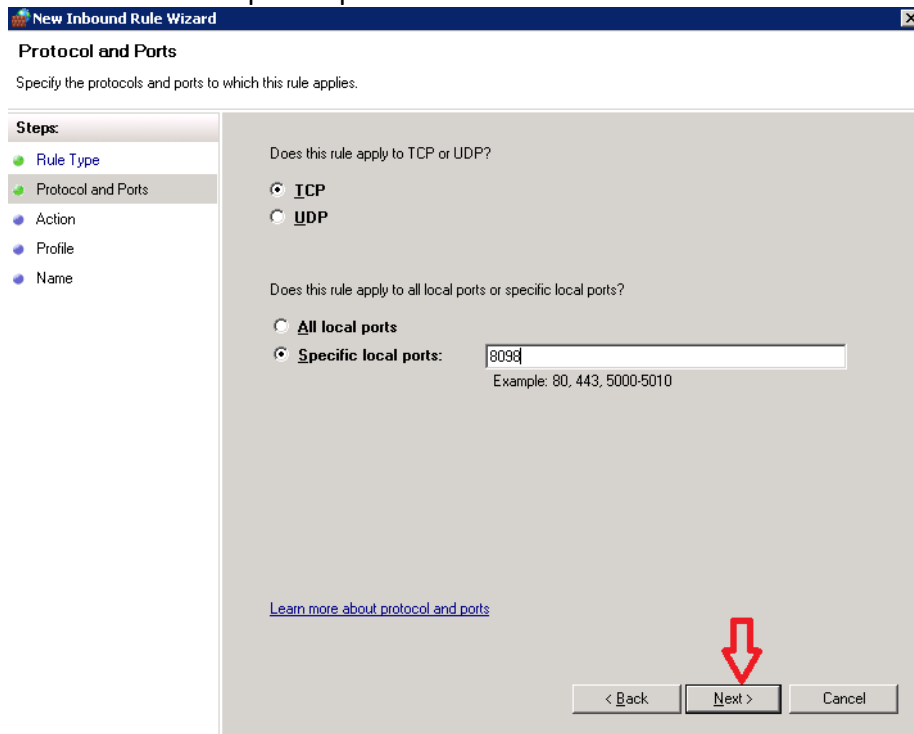 New Inbound Rule Wizard
Protocol and Ports
Specify the protocols and ports to which this rule applies.
Steps:
Rule Type
Protocol and Ports
Action
Profile
Name
Does this rule apply to TCP or UDP?
TCP
UDP
Does this rule apply to all local ports or specific local ports?
All local ports
Specific local ports: 8098
Example: 80, 443, 5000-5010
Learn more about protocol and ports
< Back Next > Cancel